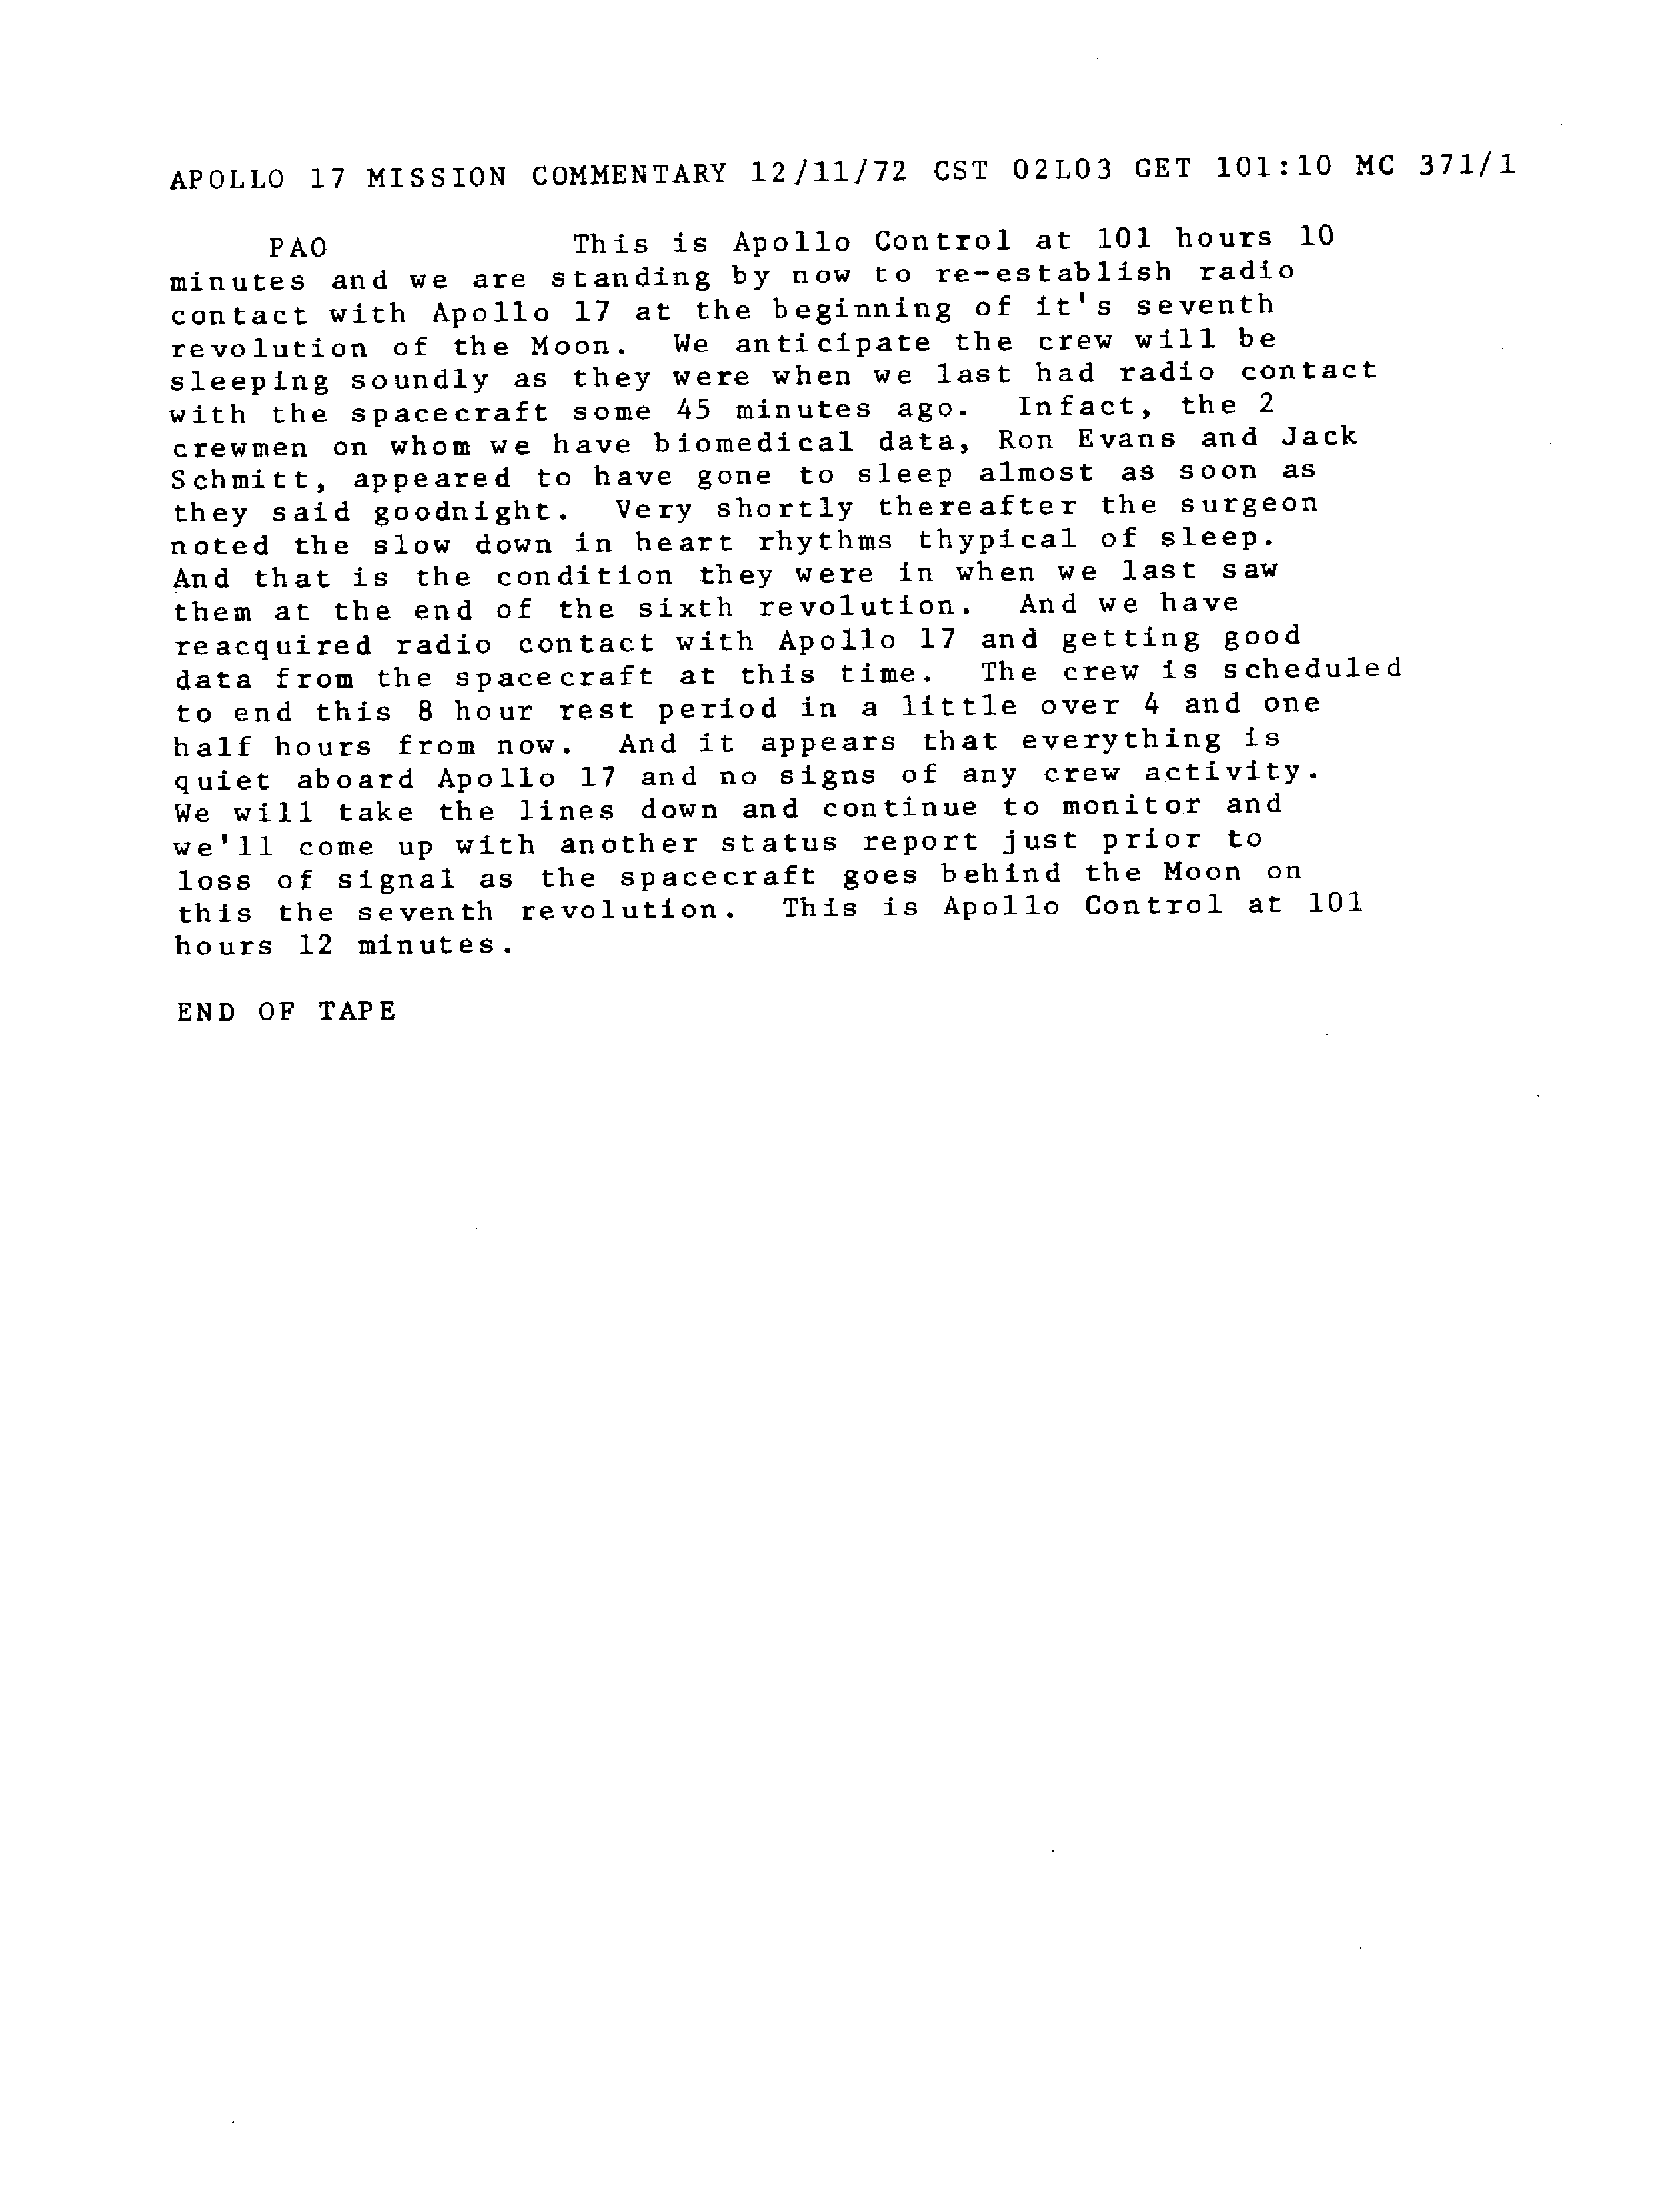 APOLLO 17 MISSION COMMENTARY 12/11/72 CST 02L03 GET 101:10 MC 371/1
PAO This is Apollo Control at 101 hours 10
minutes and we are standing by now to re-establish radio
contact with Apollo 17 at the beginning of it's seventh
revolution of the Moon. We anticipate the crew will be
sleeping soundly as they were when we last had radio contact
with the spacecraft some 45 minutes ago. Infact, the 2
crewmen on whom we have biomedical data, Ron Evans and Jack
Schmitt, appeared to have gone to sleep almost as soon as
they said goodnight. Very shortly thereafter the surgeon
noted the slow down in heart rhythms thypical of sleep.
And that is the condition they were in when we last saw
them at the end of the sixth revolution. And we have
reacquired radio contact with Apollo 17 and getting good
data from the spacecraft at this time. The crew is scheduled
to end this 8 hour rest period in a little over 4 and one
half hours from now. And it appears that everything is
quiet aboard Apollo 17 and no signs of any crew activity.
We will take the lines down and continue to monitor and
we'll come up with another status report just prior to
loss of signal as the spacecraft goes behind the Moon on
this the seventh revolution. This is Apollo Control at 101
hours 12 minutes.
END OF TAPE